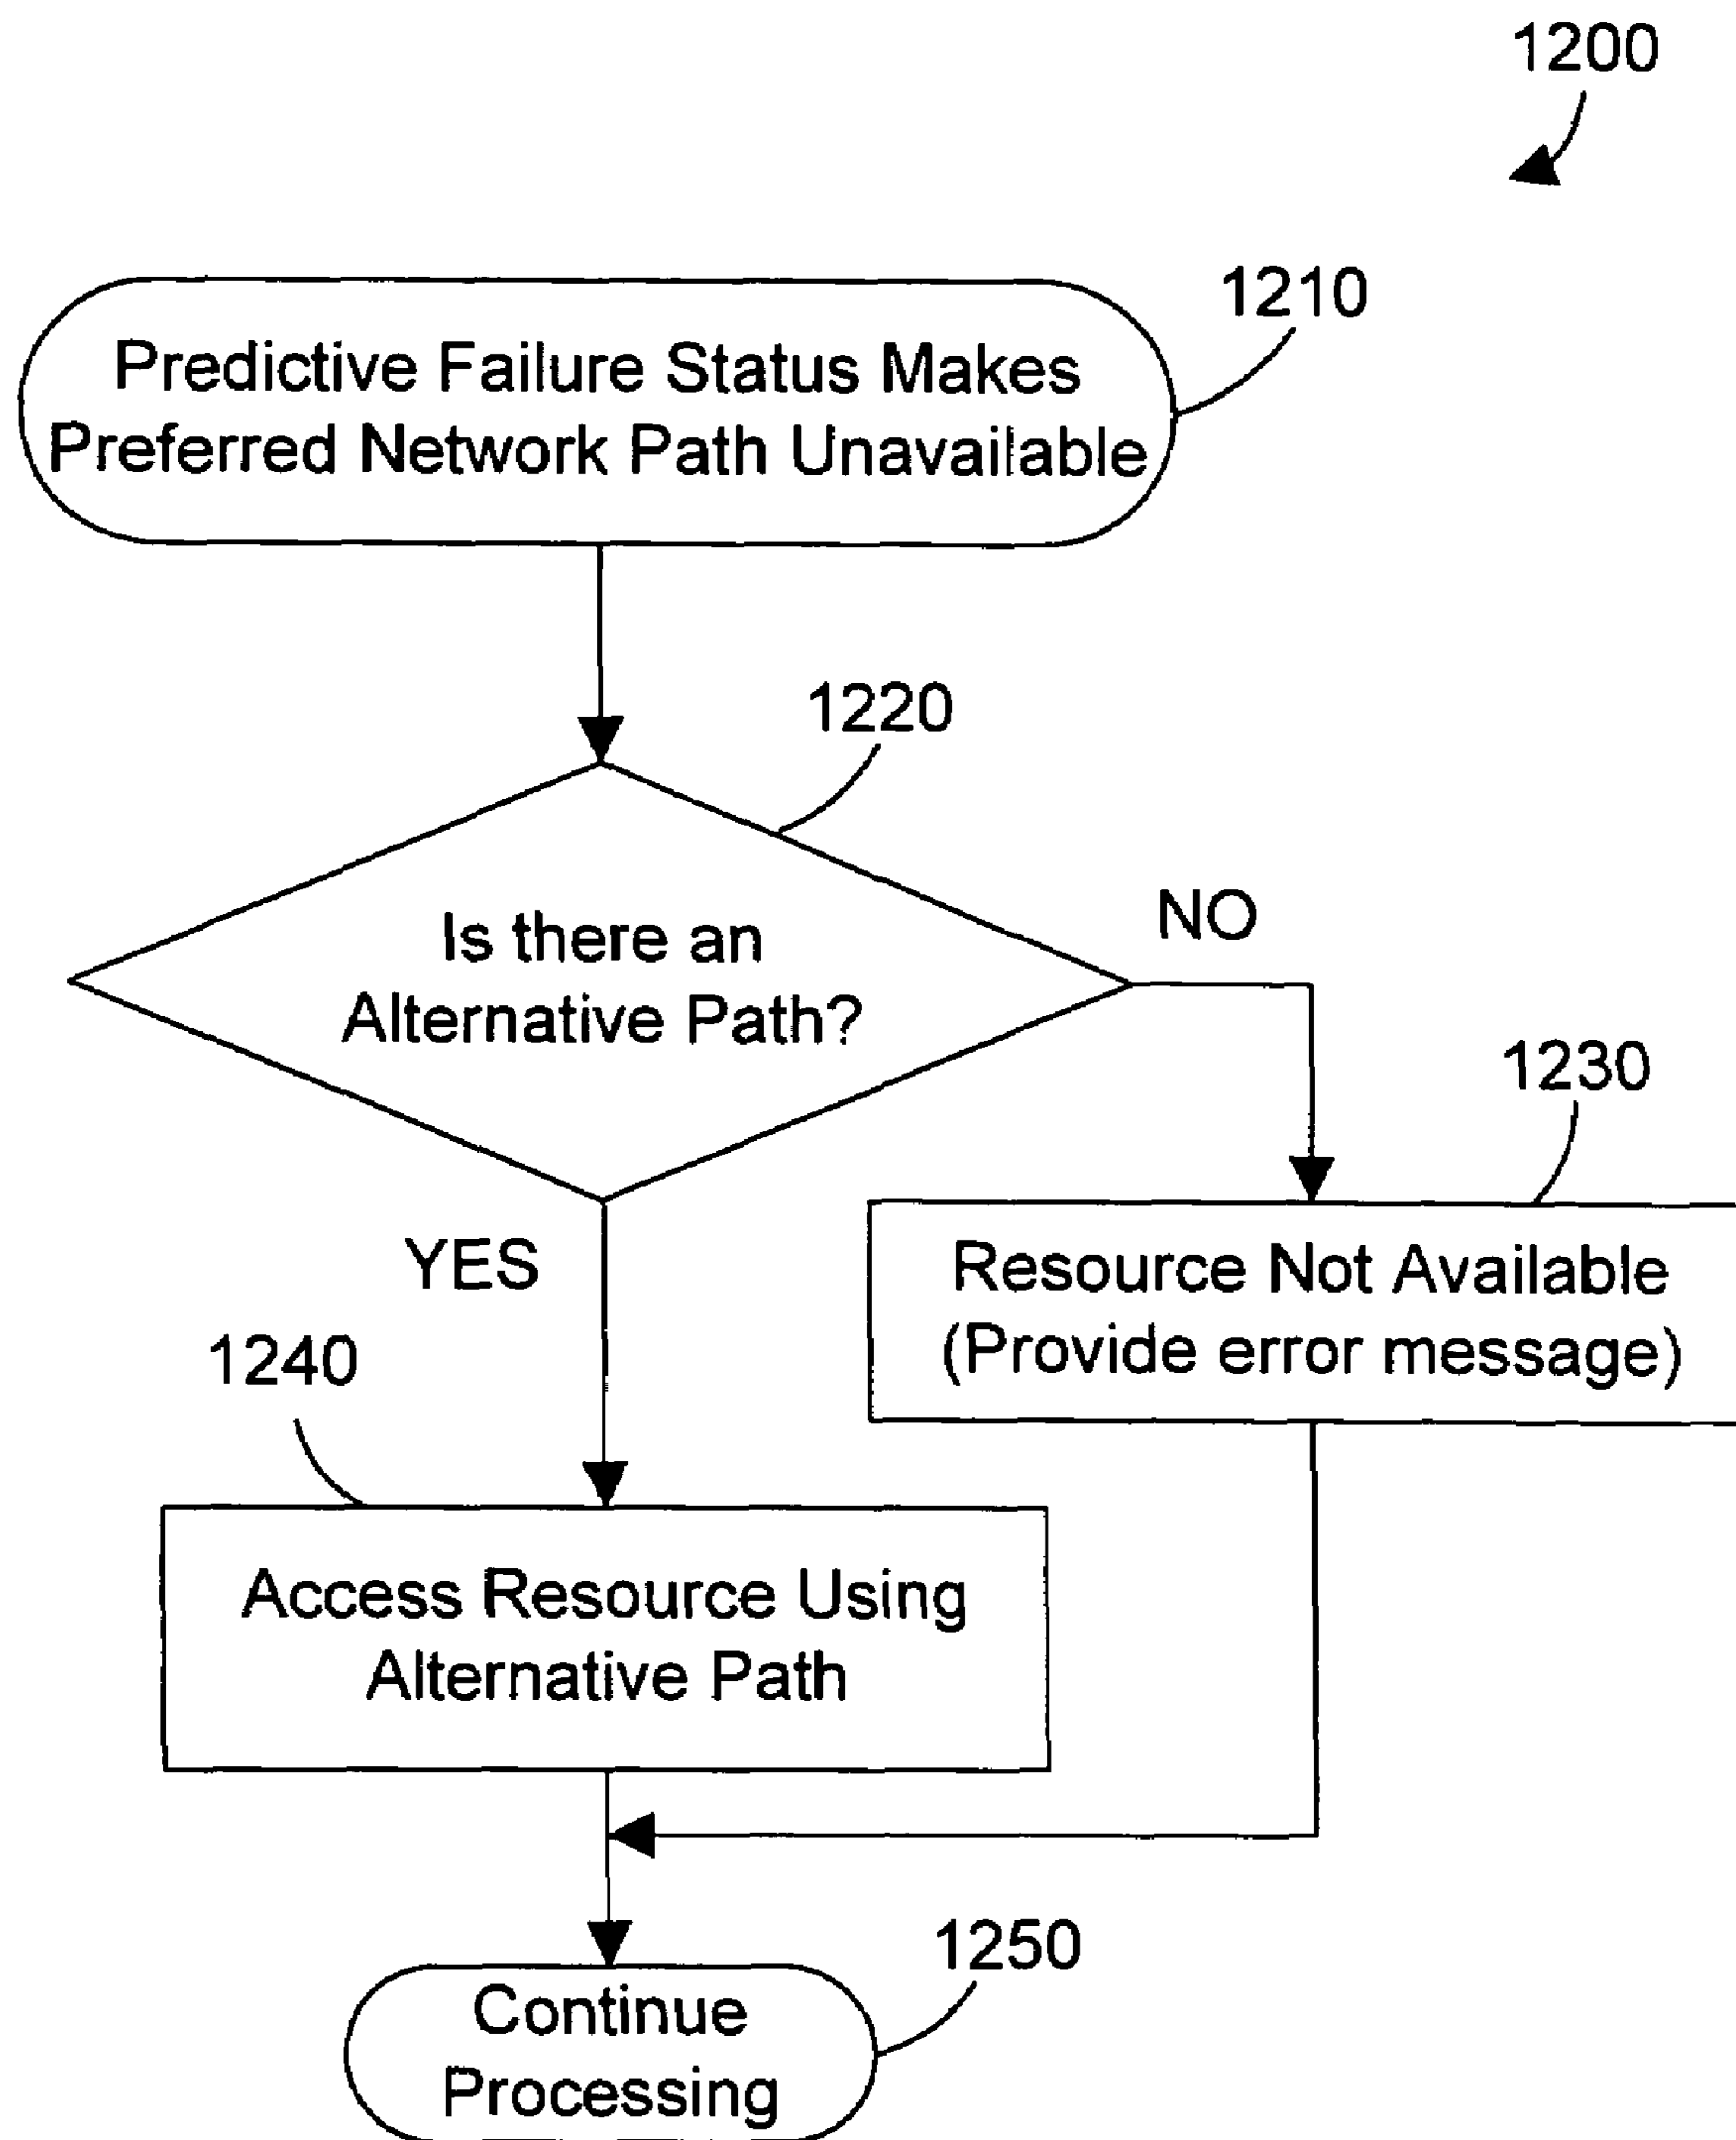 1200
1210
Predictive Failure Status Makes
Preferred Network Path Unavailable
1220
Is there an
Alternative Path?
NO
1230
YES
Resource Not Available
(Provide error message)
1240
Access Resource Using
Alternative Path
1250
Continue
Processing